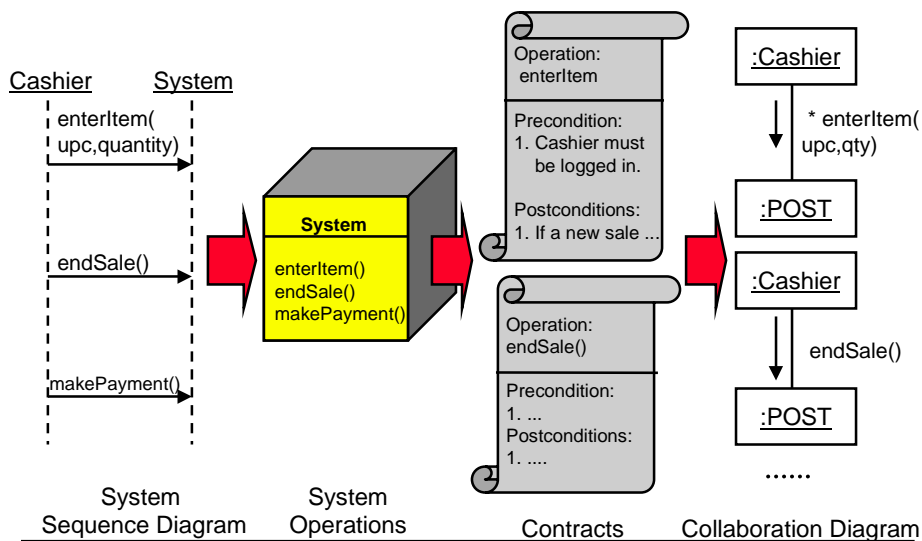 Cashier
System
enterItem(
upc,quantity)
endSale()
makePayment()
System
Sequence Diagram
System
enterItem()
endSale()
makePayment()
System
Operations
Operation:
enterItem
Precondition:
1. Cashier must
be logged in.
Postconditions:
1. If a new sale ...
Operation:
endSale()
Precondition:
1. ...
Postconditions:
1. ....
Contracts
:Cashier
* enterItem(
upc,qty)
:POST
:Cashier
endSale()
:POST
......
Collaboration Diagram